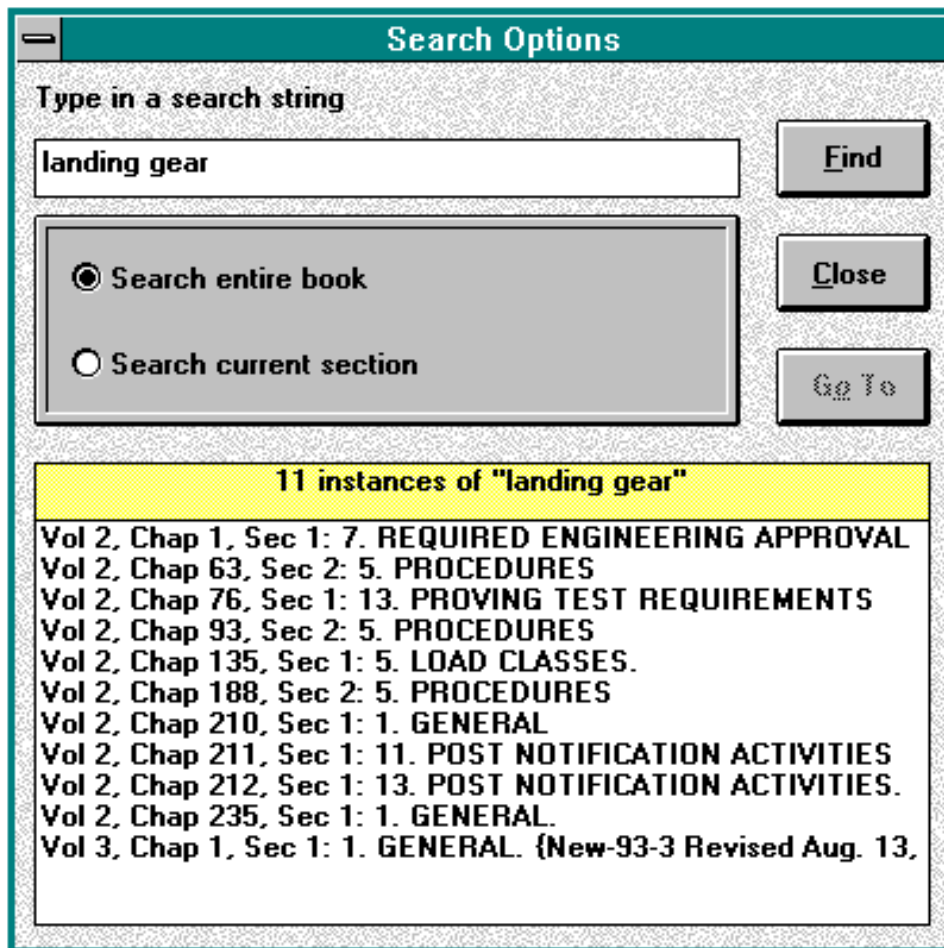 Search Options
Type in a search string
landing gear
Find
Search entire book
Close
Search current section
Go To
11 instances of "landing gear"
Vol 2, Chap 1, Sec 1: 7. REQUIRED ENGINEERING APPROVAL
Vol 2, Chap 63, Sec 2: 5. PROCEDURES
Vol 2, Chap 76, Sec 1: 13. PROVING TEST REQUIREMENTS
Vol 2, Chap 93, Sec 2: 5. PROCEDURES
Vol 2, Chap 135, Sec 1: 5. LOAD CLASSES.
Vol 2, Chap 188, Sec 2: 5. PROCEDURES
Vol 2, Chap 210, Sec 1: 1. GENERAL
Vol 2, Chap 211, Sec 1: 11. POST NOTIFICATION ACTIVITIES
Vol 2, Chap 212, Sec 1: 13. POST NOTIFICATION ACTIVITIES.
Vol 2, Chap 235, Sec 1: 1. GENERAL.
Vol 3, Chap 1, Sec 1: 1. GENERAL. {New-93-3 Revised Aug. 13,